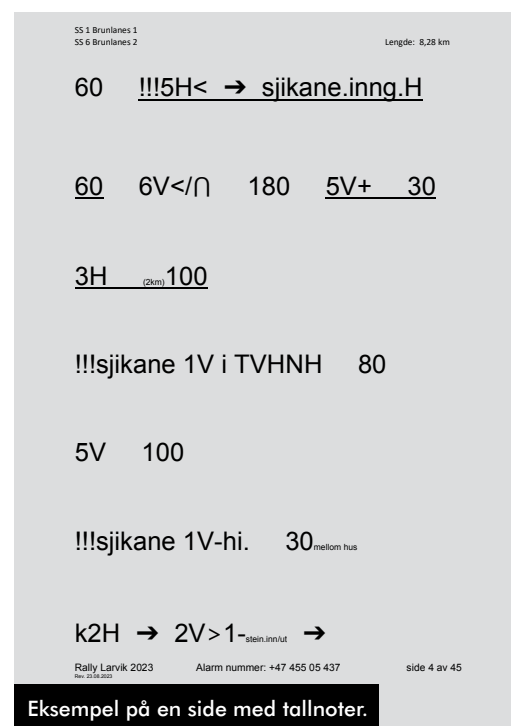 SS 1 Brunlanes 1
SS 6 Brunlanes 2 Lengde: 8,28 km
60 !!!5H< ➔ sjikane.inng.H
60 6V</∩ 180 5V+ 30
3H (2km) 100
!!!sjikane 1V i TVHNH 80
5V 100
!!!sjikane 1V-hi. 30 mellom hus
k2H ➔ 2V>1-stein.inn/ut ➔
Rally Larvik 2023 Alarm nummer: +47 455 05 437 side 4 av 45
Rev. 23.08.2023
Eksempel på en side med tallnoter.